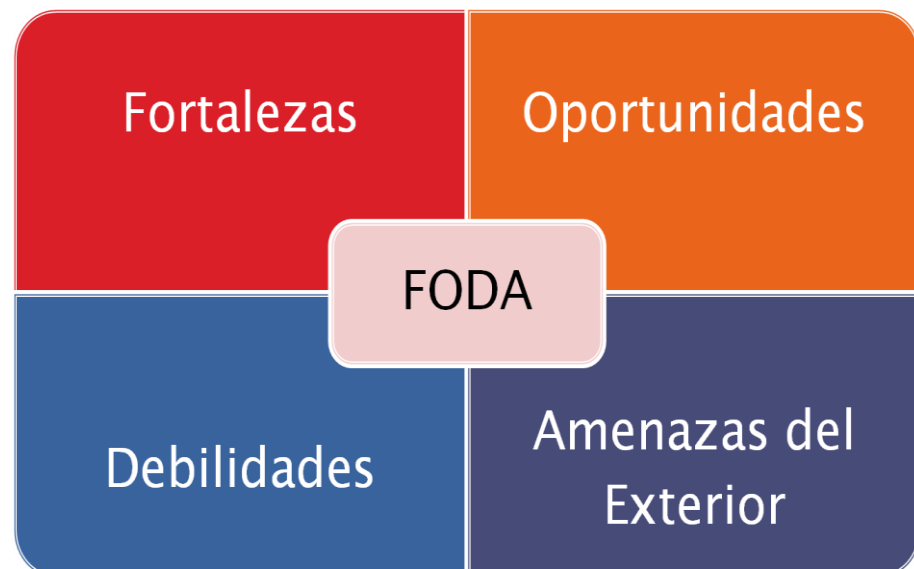 Fortalezas
Oportunidades
FODA
Debilidades
Amenazas del
Exterior